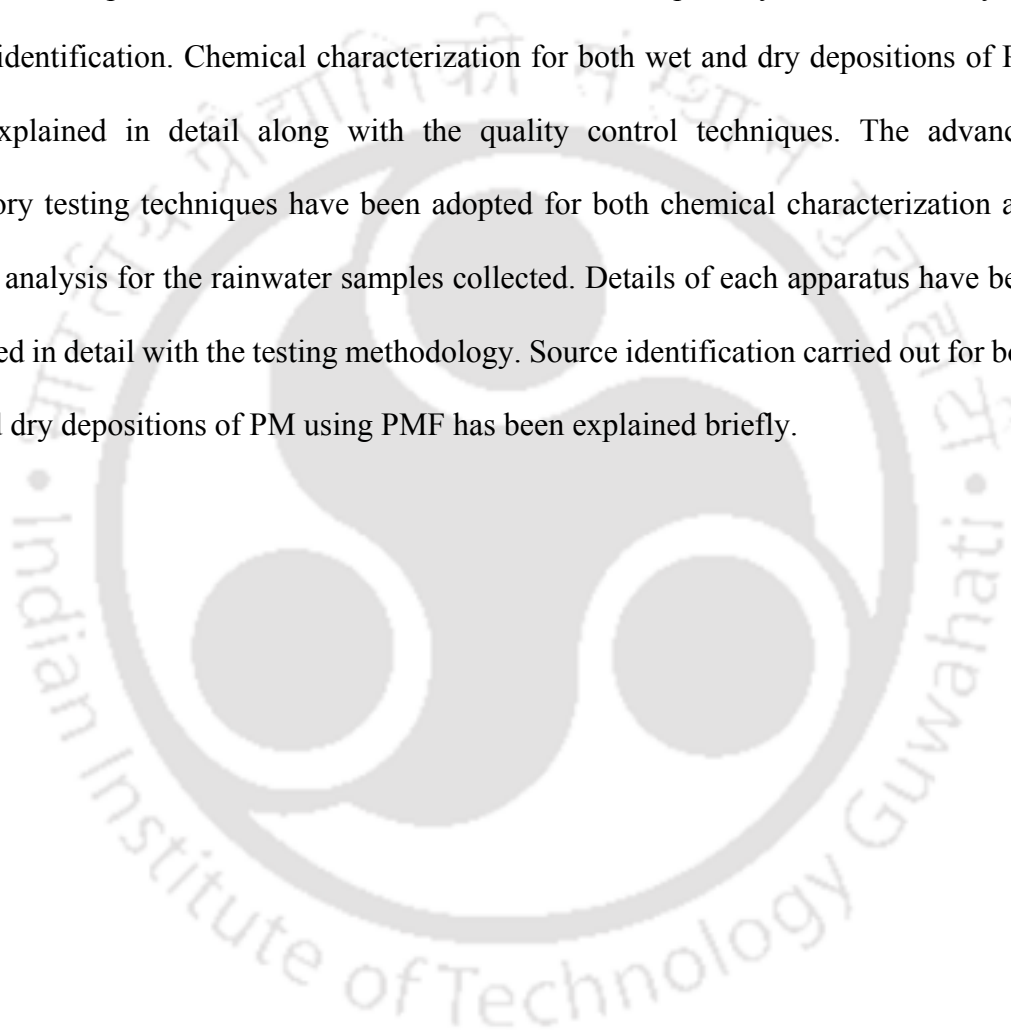 identification. Chemical characterization for both wet and dry depositions of
explained in detail along with the quality control techniques. The
ory testing techniques have been adopted for both chemical characterization
analysis for the rainwater samples collected. Details of each apparatus have
ed in detail with the testing methodology. Source identification carried out for
d dry depositions of PM using PMF has been explained briefly.
भारतीय प्रौद्योगिकी संस्थान गुवाहाटी
Indian Institute of Technology Guwahati